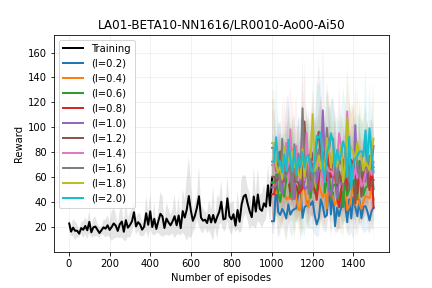 LA01-BETA10-NN1616/LR0010-Ao00-Ai50
160
140
120
100
80
60
40
20
Reward
Training
(I=0.2)
(I=0.4)
(I=0.6)
(I=0.8)
(I=1.0)
(I=1.2)
(I=1.4)
(I=1.6)
(I=1.8)
(I=2.0)
0 200 400 600 800 1000 1200 1400
Number of episodes